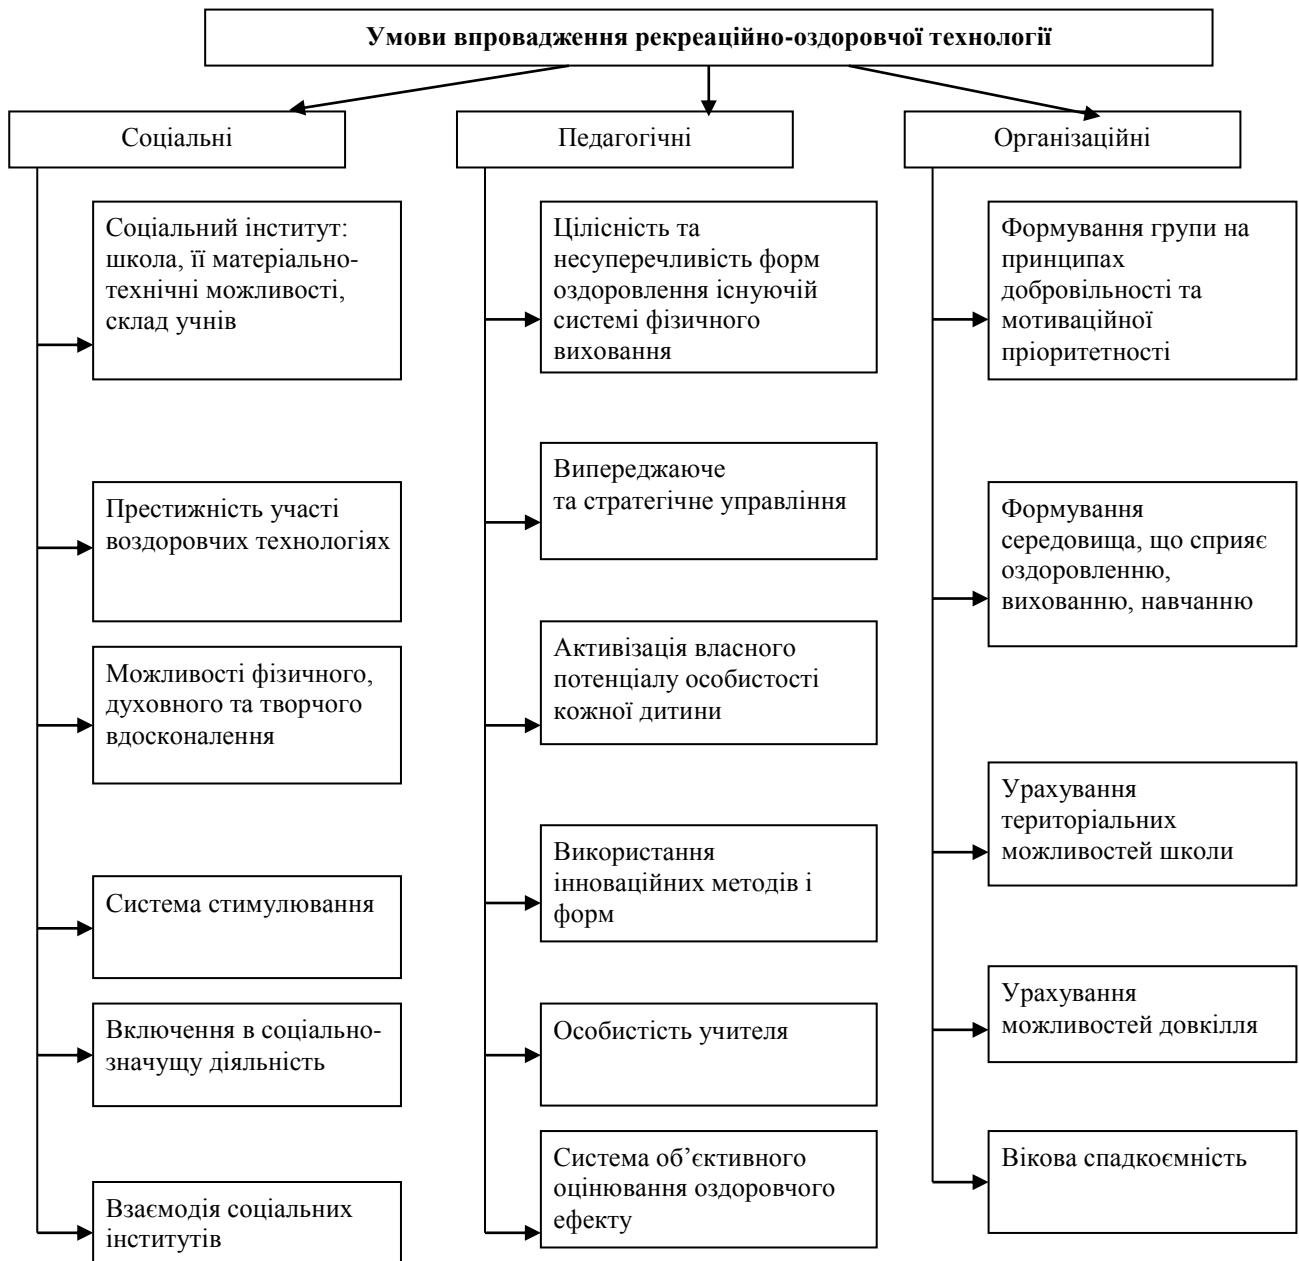 Умови впровадження рекреаційно-оздоровчої технології
Соціальні
Педагогічні
Організаційні
Соціальний інститут:
школа, її матеріально-
технічні можливості,
склад учнів
Престижність участі
воздоровчих технологіях
Можливості фізичного,
духовного та творчого
вдосконалення
Система стимулювання
Включення в соціально-
значущу діяльність
Взаємодія соціальних
інститутів
Цілісність та
несуперечливість форм
оздоровлення існуючій
системі фізичного
виховання
Випереджаюче
та стратегічне управління
Активізація власного
потенціалу особистості
кожної дитини
Використання
інноваційних методів і
форм
Особистість учителя
Система об’єктивного
оцінювання оздоровчого
ефекту
Формування групи на
принципах
добровільності та
мотиваційної
пріоритетності
Формування
середовища, що сприяє
оздоровленню,
вихованню, навчанню
Урахування
територіальних
можливостей школи
Урахування
можливостей довкілля
Вікова спадкоємність